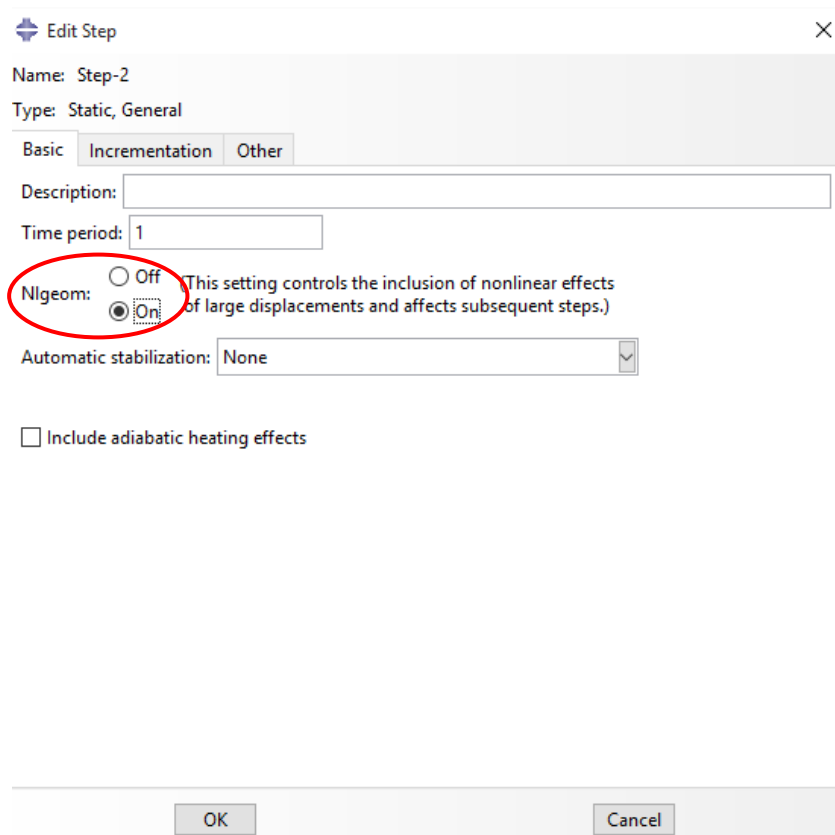 Edit Step
Name: Step-2
Type: Static, General
Basic Incrementation Other
Description:
Time period: 1
Nlgeom: Off
On
(This setting controls the inclusion of nonlinear effects
of large displacements and affects subsequent steps.)
Automatic stabilization: None
Include adiabatic heating effects
OK Cancel